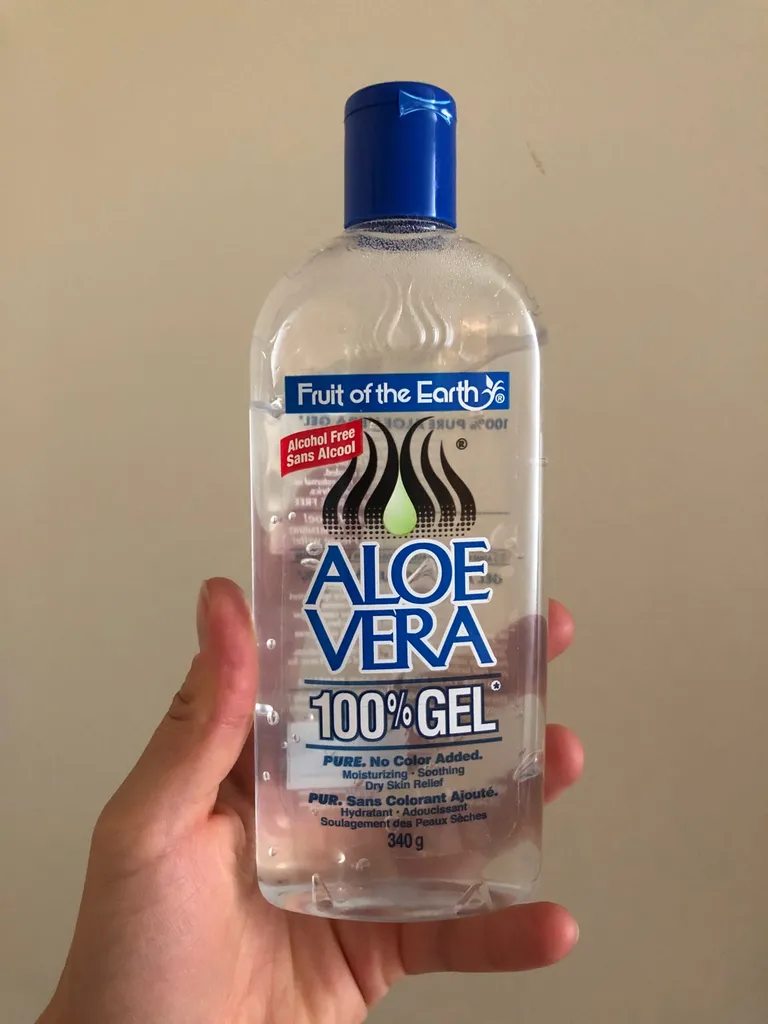 Fruit of the Earth®
Alcohol Free
Sans Alcool
®
ALOE
VERA
100% GEL*
PURE. No Color Added.
Moisturizing · Soothing
Dry Skin Relief
PUR. Sans Colorant Ajouté.
Hydratant · Adoucissant
Soulagement des Peaux Sèches
340 g